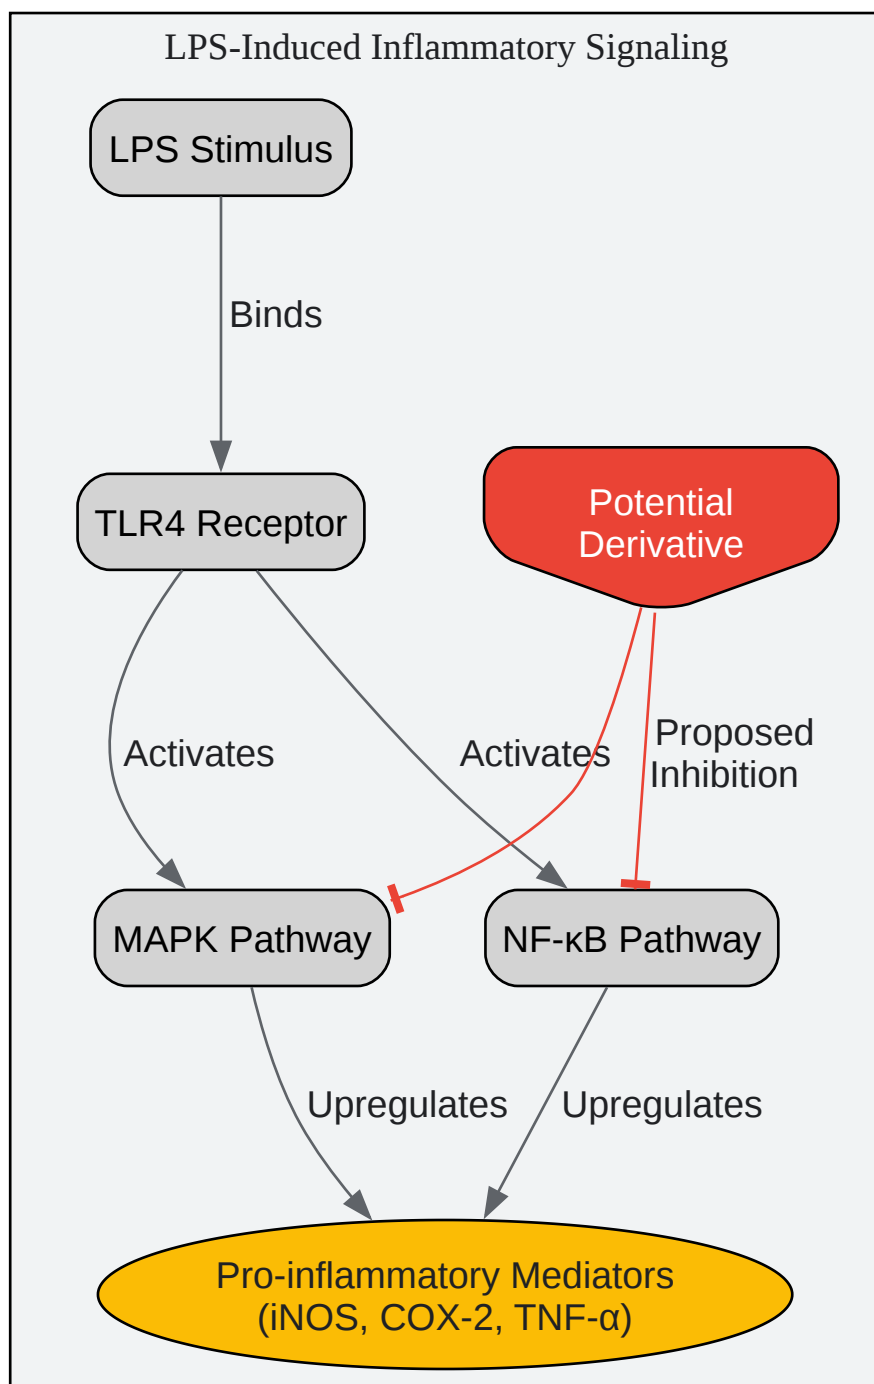 LPS-Induced Inflammatory Signaling
LPS Stimulus
Binds
TLR4 Receptor
Potential
Derivative
Activates
Activates
Proposed
Inhibition
MAPK Pathway
NF-κB Pathway
Upregulates
Upregulates
Pro-inflammatory Mediators
(iNOS, COX-2, TNF-α)